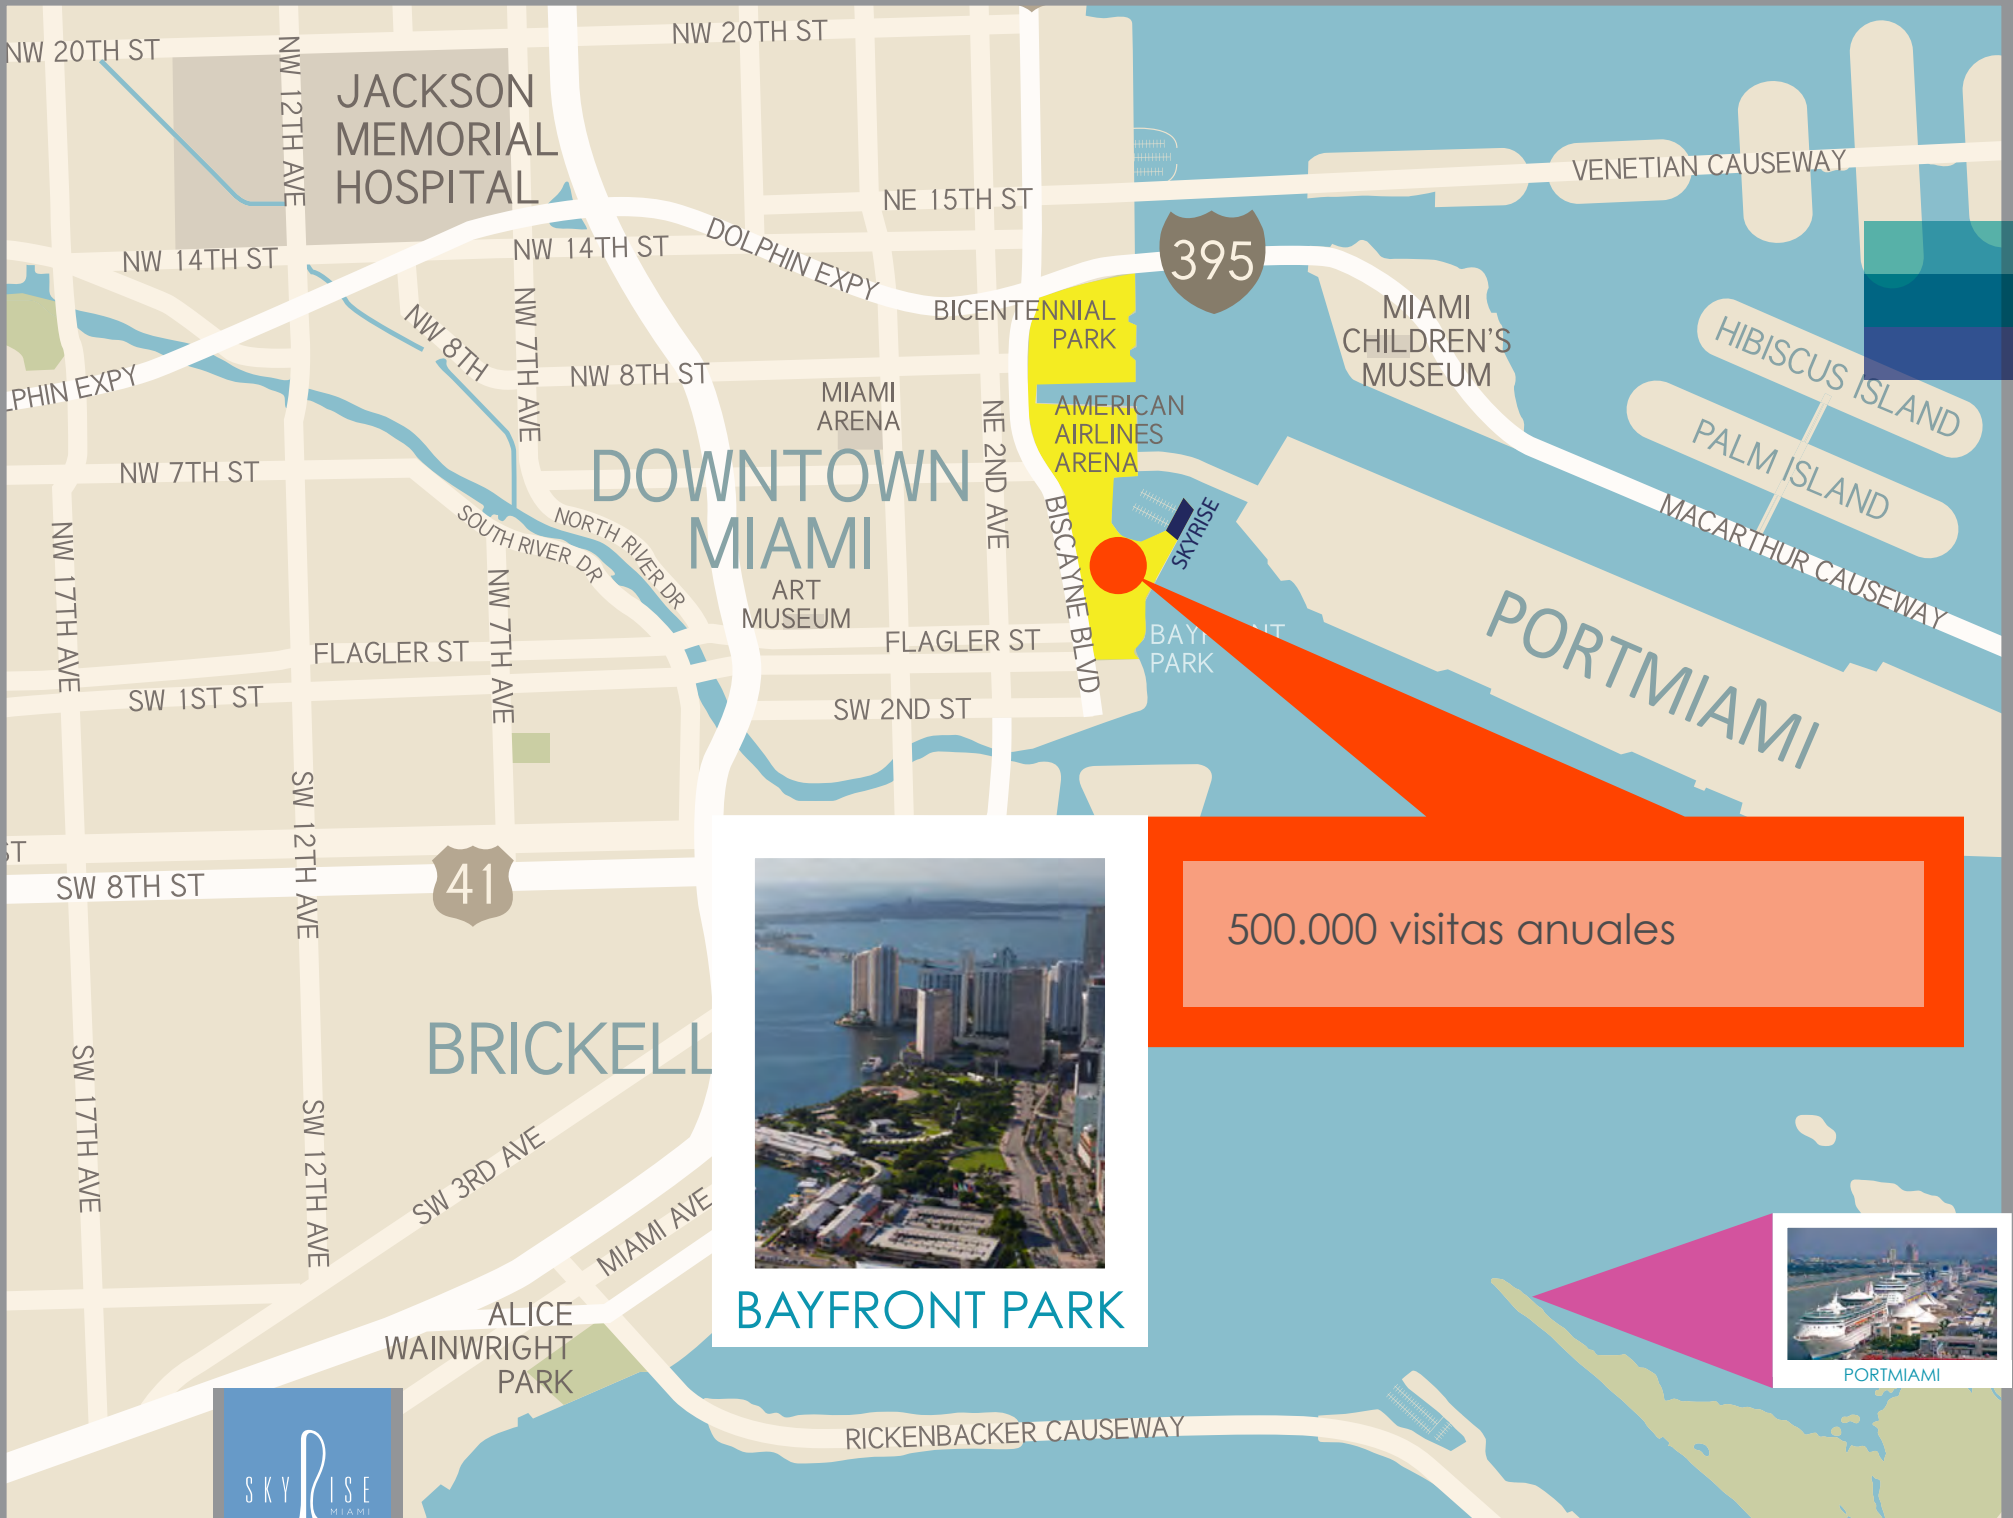 NW 20TH ST
NW 20TH ST
NW 12TH AVE
JACKSON
MEMORIAL
HOSPITAL
NE 15TH ST
VENETIAN CAUSEWAY
NW 14TH ST
NW 14TH ST
DOLPHIN EXPY
395
BICENTENNIAL
PARK
MIAMI
CHILDREN'S
MUSEUM
HIBISCUS ISLAND
PALM ISLAND
NW 8TH
NW 7TH AVE
NW 8TH ST
LPHIN EXPY
MIAMI
ARENA
AMERICAN
AIRLINES
ARENA
NE 2ND AVE
NW 7TH ST
DOWNTOWN
MIAMI
SOUTH RIVER DR
NORTH RIVER DR
BISCAYNE BLVD
SKYRISE
MACARTHUR CAUSEWAY
NW 17TH AVE
NW 7TH AVE
ART
MUSEUM
PORTMIAMI
FLAGLER ST
FLAGLER ST
PARK
SW 1ST ST
SW 2ND ST
SW 12TH AVE
ST
SW 8TH ST
41
500.000 visitas anuales
BRICKELL
SW 17TH AVE
SW 12TH AVE
SW 3RD AVE
MIAMI AVE
BAYFRONT PARK
ALICE
WAINWRIGHT
PARK
PORTMIAMI
RICKENBACKER CAUSEWAY
SKYRISE
MIAMI